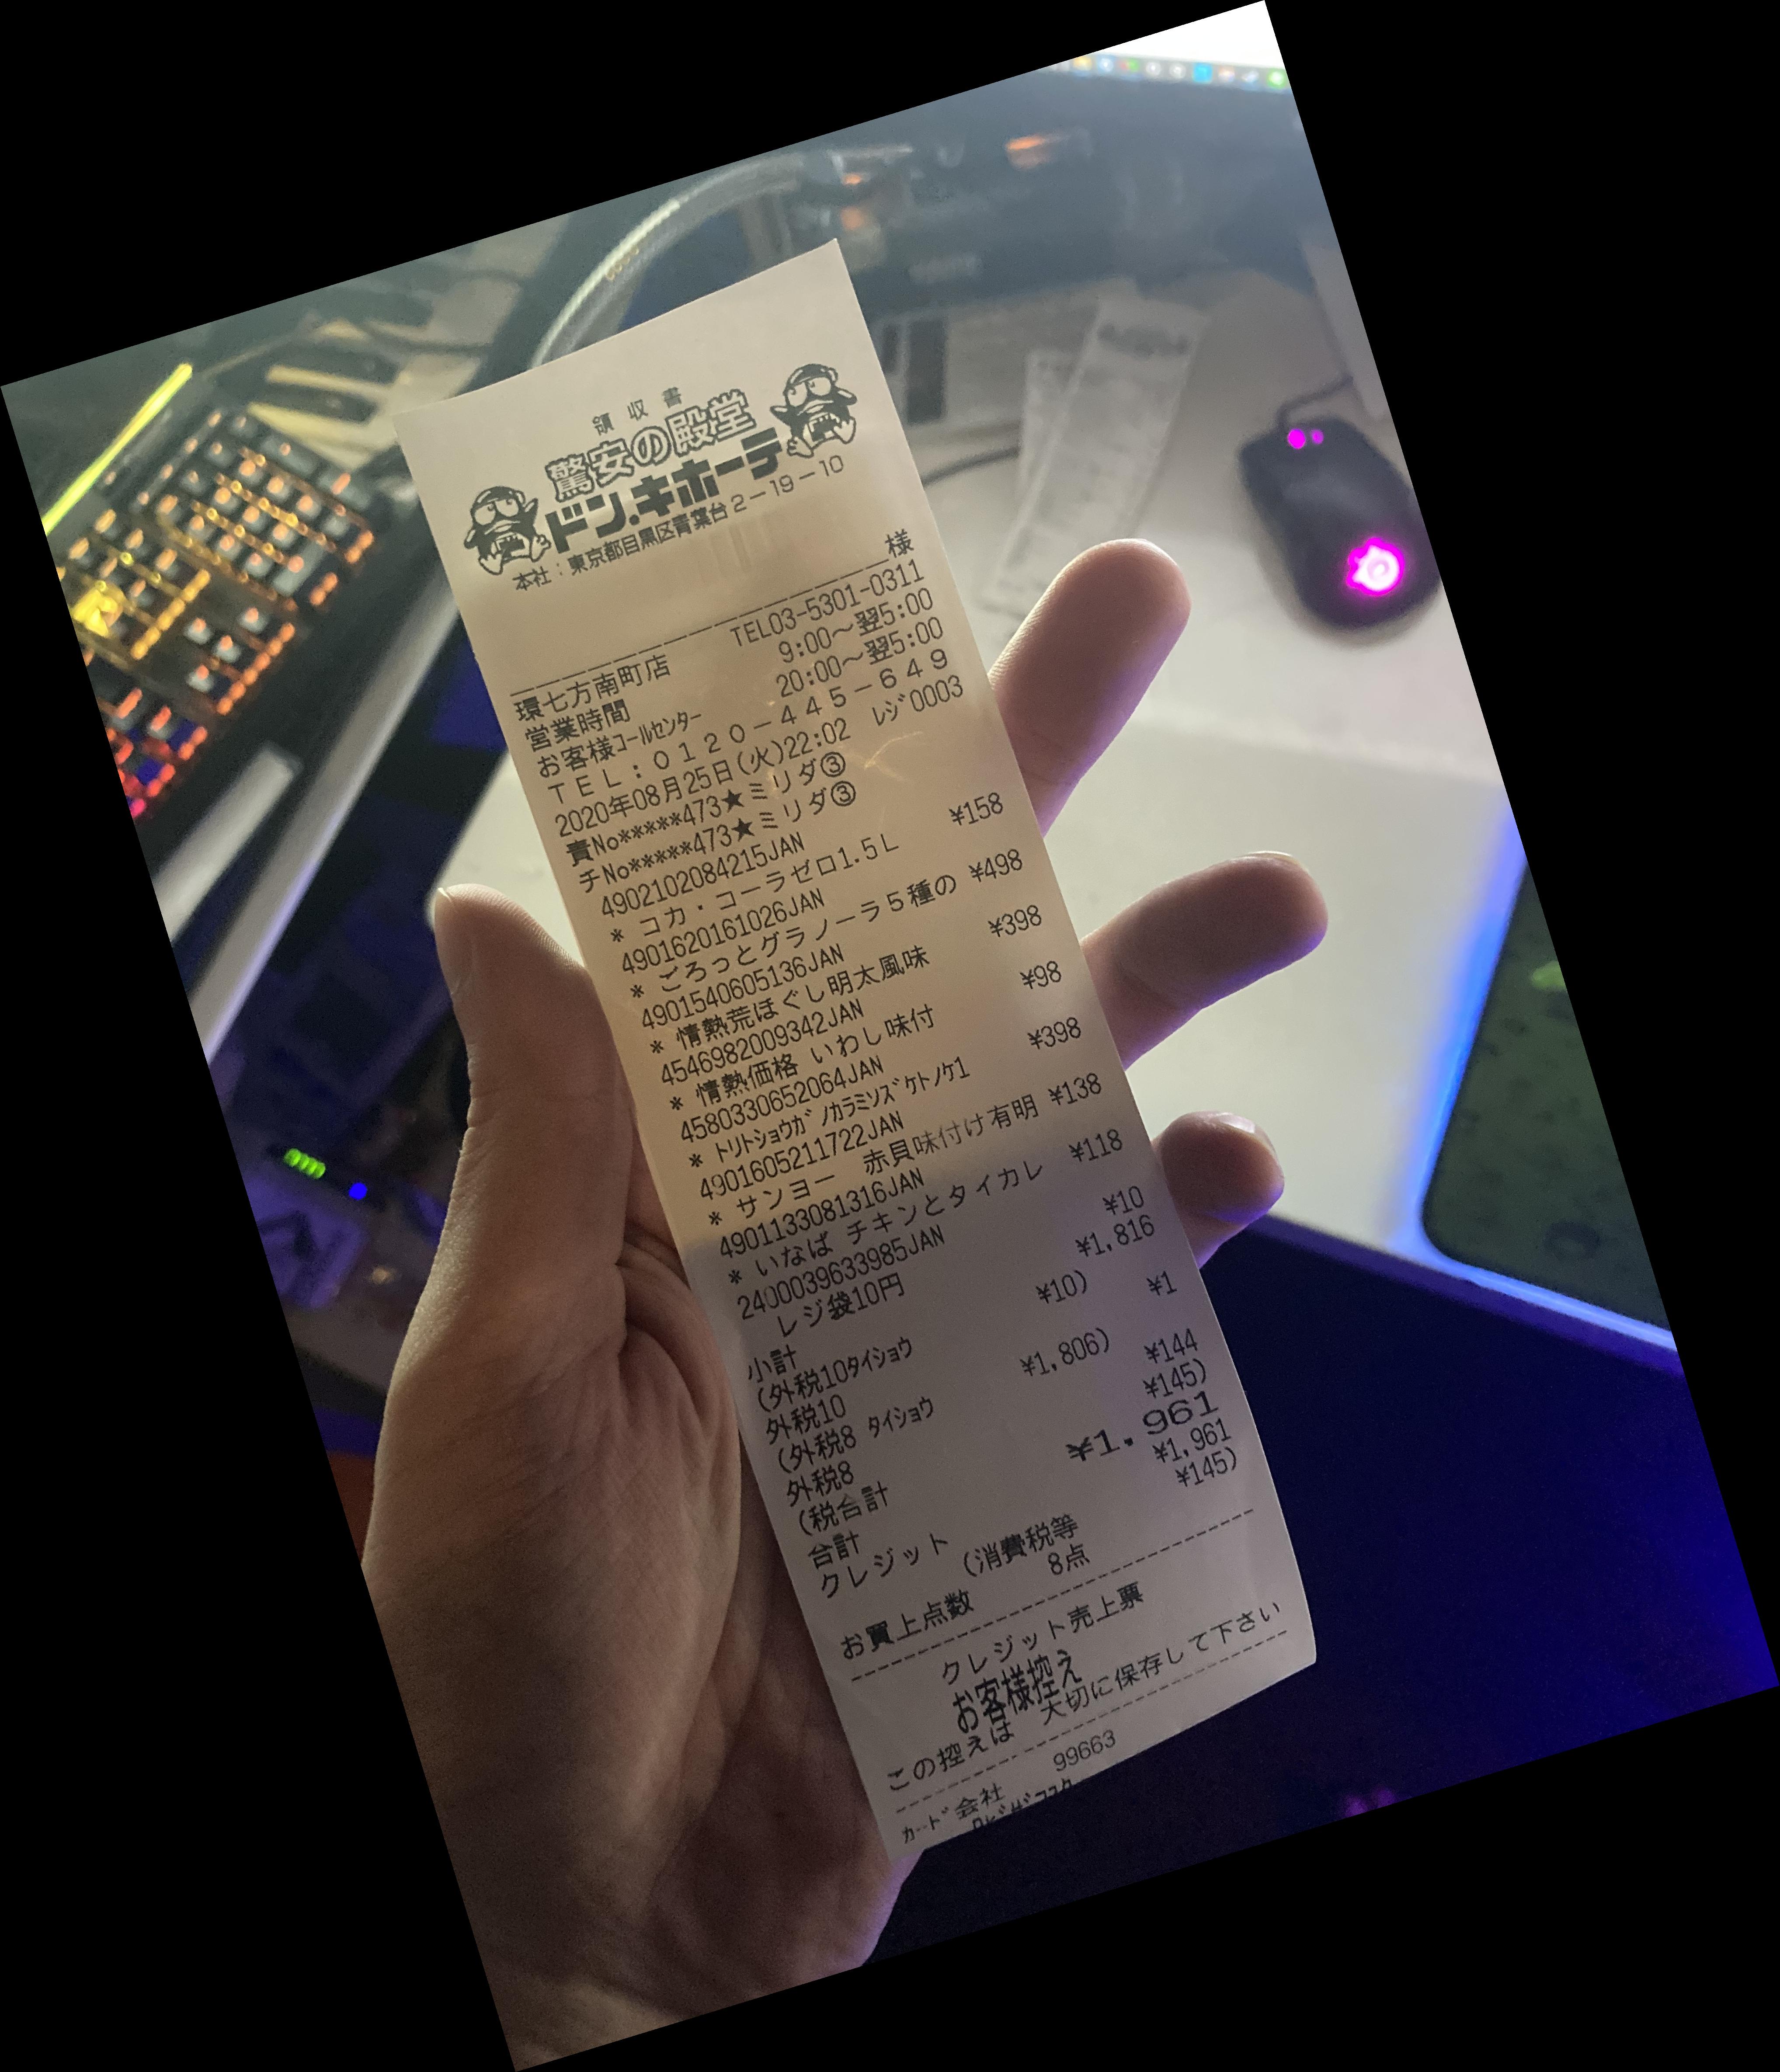 領収書
驚安の殿堂
ドン.キホーテ
本社：東京都目黒区青葉台2−19−10
様
環七方南町店 TEL03-5301-0311
営業時間 9:00〜翌5:00
お客様ｺｰﾙｾﾝﾀｰ 20:00〜翌5:00
ＴＥＬ：０１２０−４４５−６４９
2020年08月25日(火)22:02 ﾚｼﾞ0003
責No*****473★ミリダ③
チNo*****473★ミリダ③
4902102084215JAN
* コカ・コーラゼロ1.5Ｌ ¥158
4901620161026JAN
* ごろっとグラノーラ５種の ¥498
4901540605136JAN
* 情熱荒ほぐし明太風味 ¥398
4546982009342JAN
* 情熱価格 いわし味付 ¥98
4580330652064JAN
* ﾄﾘﾄｼｮｳｶﾞﾉｶﾗﾐｿｽﾞｹﾄﾉｹ1 ¥398
4901605211722JAN
* サンヨー 赤貝味付け有明 ¥138
4901133081316JAN
* いなば チキンとタイカレ ¥118
2400039633985JAN
レジ袋10円 ¥10
小計 ¥1,816
(外税10ﾀｲｼｮｳ ¥10)
外税10 ¥1
(外税8 ﾀｲｼｮｳ ¥1,806)
外税8 ¥144
(税合計 ¥145)
合計 ¥1.961
クレジット ¥1,961
(消費税等 ¥145)
お買上点数 8点
クレジット売上票
お客様控え
この控えは 大切に保存して下さい
ｶｰﾄﾞ会社 99663